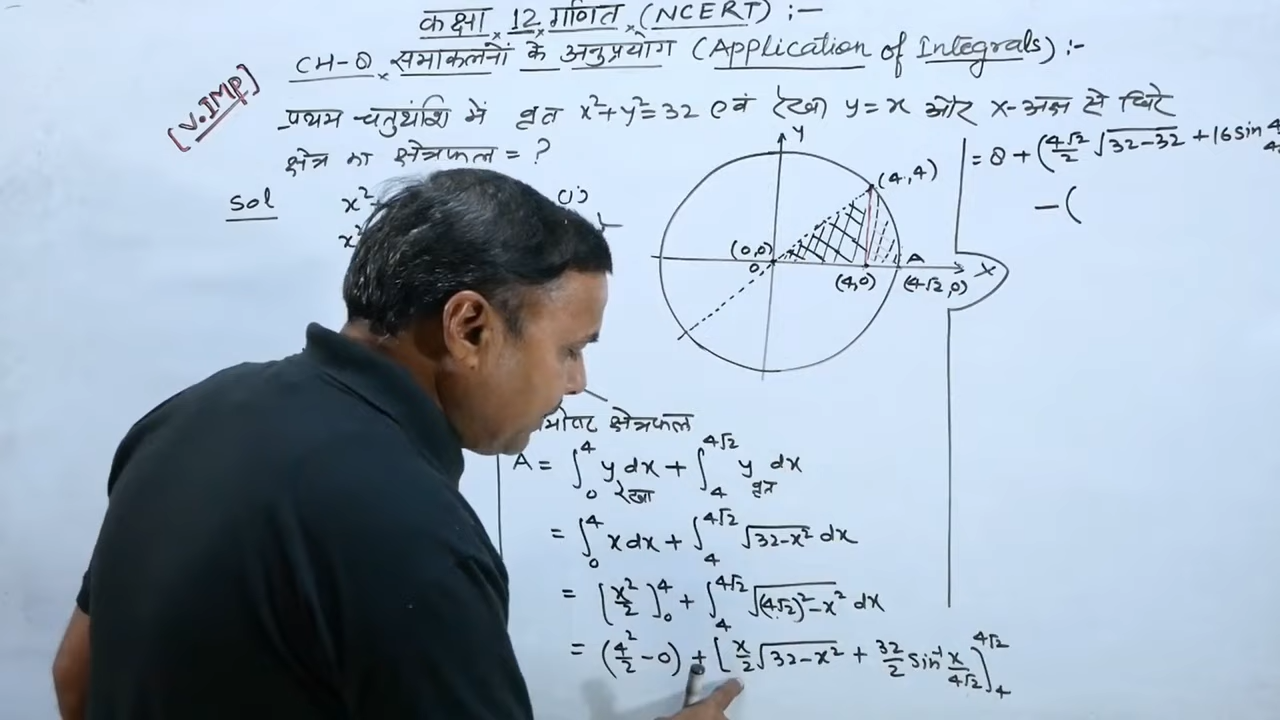 कक्षा 12 गणित (NCERT) :-
CH-8 समाकलनों के अनुप्रयोग (Application of Integrals) :-
[V.IMP]
प्रथम चतुर्थांश में वृत x²+y²=32 एवं रेखा y=x और x-अक्ष से घिरे
क्षेत्र का क्षेत्रफल = ?
Sol
x²
(1)
x²
Y
(4,4)
(0,0)
0
A
X
(4,0)
(4√2,0)
क्षेत्रफल
A = ∫₀⁴ y dx + ∫₄^{4√2} y dx
रेखा वृत
= ∫₀⁴ x dx + ∫₄^{4√2} √(32-x²) dx
= [x²/2]₀⁴ + ∫₄^{4√2} √((4√2)²-x²) dx
= (4²/2 - 0) + [x/2 √(32-x²) + 32/2 sin⁻¹ x/4√2]₄^{4√2}
= 8 + (4√2/2 √(32-32) + 16 sin
-(